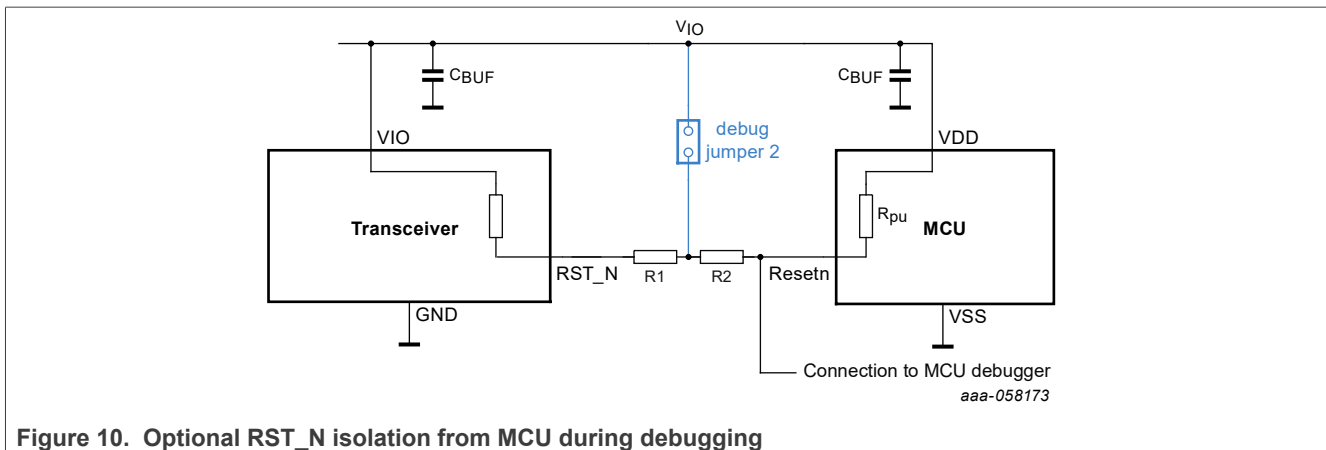 VIO
CBUF
CBUF
debug
jumper 2
VIO
VDD
Transceiver
Rpu
MCU
RST_N
R1
R2
Resetn
GND
VSS
Connection to MCU debugger
aaa-058173
Figure 10. Optional RST_N isolation from MCU during debugging